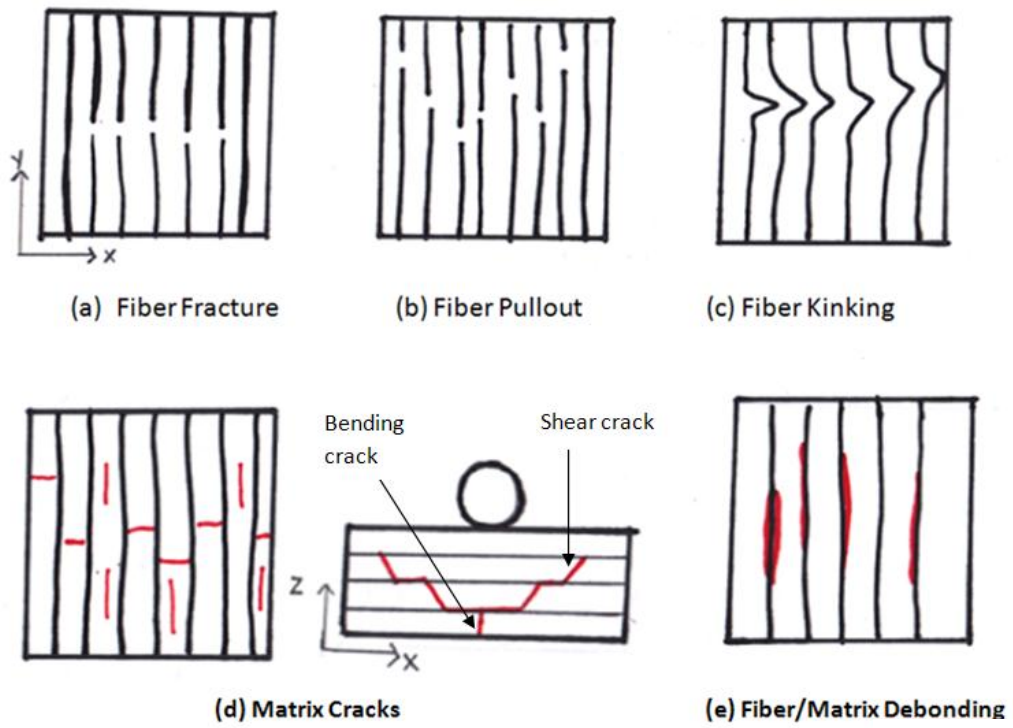 Y
X
(a) Fiber Fracture
(b) Fiber Pullout
(c) Fiber Kinking
Bending
crack
Shear crack
Z
X
(d) Matrix Cracks
(e) Fiber/Matrix Debonding